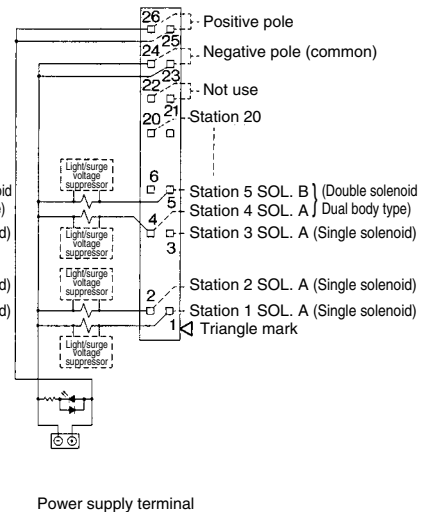 26
Positive pole
25
24
Negative pole (common)
23
22
Not use
21
20
Station 20
Light/surge
voltage
suppressor
6
5
Station 5 SOL. B
(Double solenoid
Station 4 SOL. A
Dual body type)
4
Station 3 SOL. A (Single solenoid)
3
Light/surge
voltage
suppressor
Light/surge
voltage
suppressor
2
Station 2 SOL. A (Single solenoid)
Station 1 SOL. A (Single solenoid)
1
Triangle mark
Light/surge
voltage
suppressor
Power supply terminal